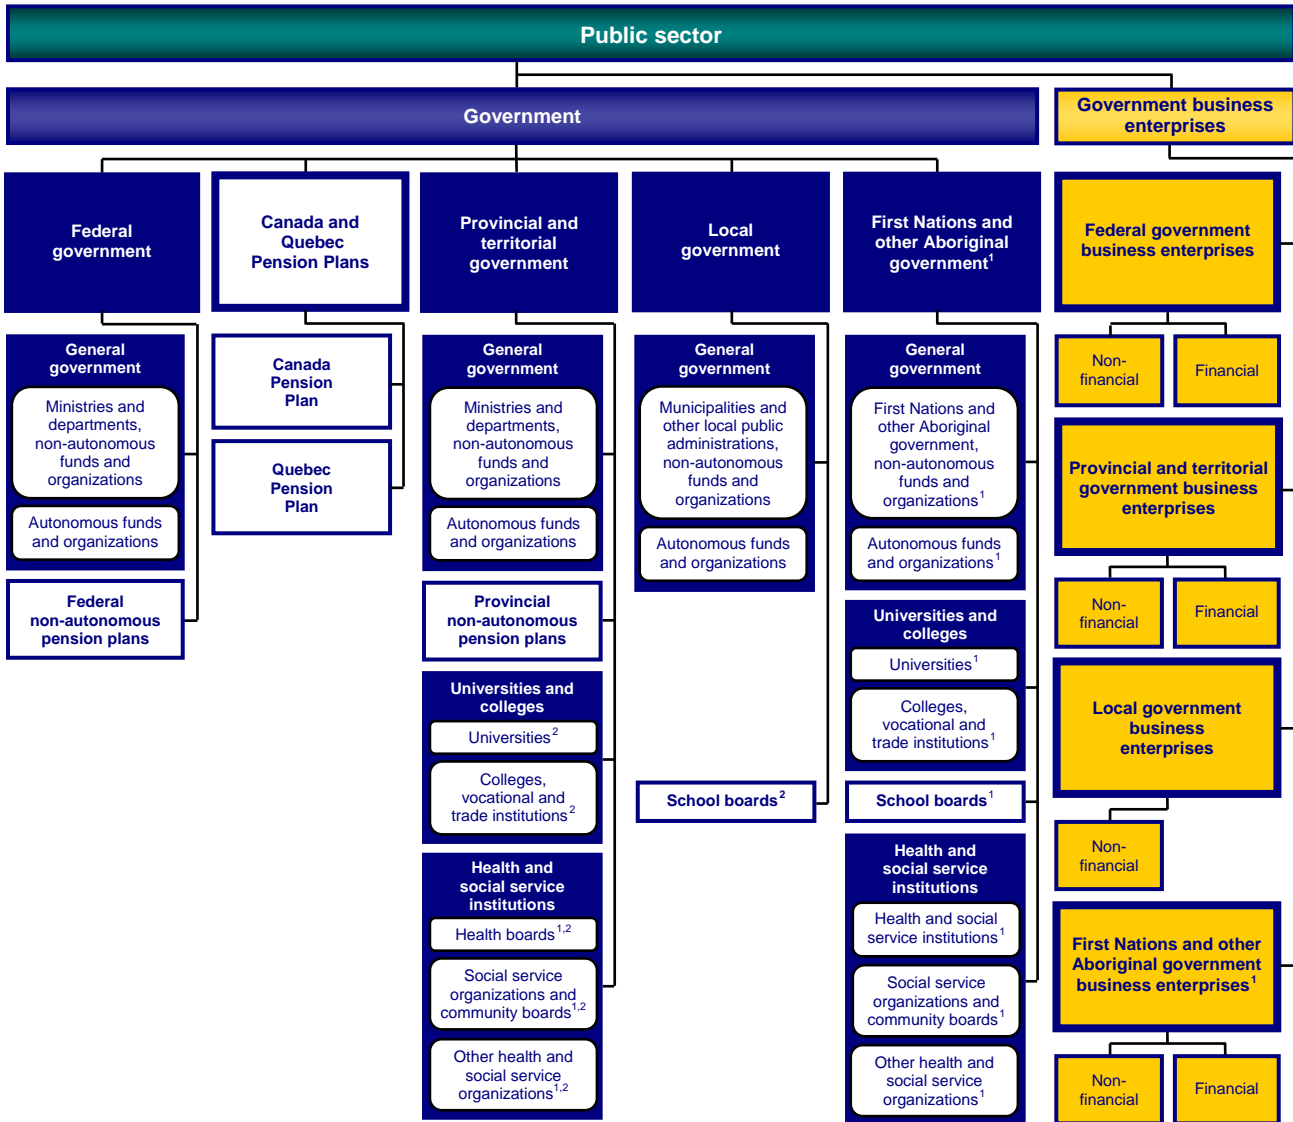 Public sector
Government
Government business
enterprises
Federal
government
General
government
Ministries and
departments,
non-autonomous
funds and
organizations
Autonomous funds
and organizations
Federal
non-autonomous
pension plans
Canada and
Quebec
Pension Plans
Canada
Pension
Plan
Quebec
Pension
Plan
Provincial and
territorial
government
General
government
Ministries and
departments,
non-autonomous
funds and
organizations
Autonomous funds
and organizations
Provincial
non-autonomous
pension plans
Universities and
colleges
Universities²
Colleges,
vocational and
trade institutions²
Health and
social service
institutions
Health boards¹,²
Social service
organizations and
community boards¹,²
Other health and
social service
organizations¹,²
Local
government
General
government
Municipalities and
other local public
administrations,
non-autonomous
funds and
organizations
Autonomous funds
and organizations
School boards²
First Nations and
other Aboriginal
government¹
General
government
First Nations and
other Aboriginal
government,
non-autonomous
funds and
organizations¹
Autonomous funds
and organizations¹
Universities and
colleges
Universities¹
Colleges,
vocational and
trade institutions¹
School boards¹
Health and
social service
institutions
Health and social
service institutions¹
Social service
organizations and
community boards¹
Other health and
social service
organizations¹
Federal government
business enterprises
Non-
financial
Financial
Provincial and territorial
government business
enterprises
Non-
financial
Financial
Local government
business
enterprises
Non-
financial
First Nations and other
Aboriginal government
business enterprises¹
Non-
financial
Financial